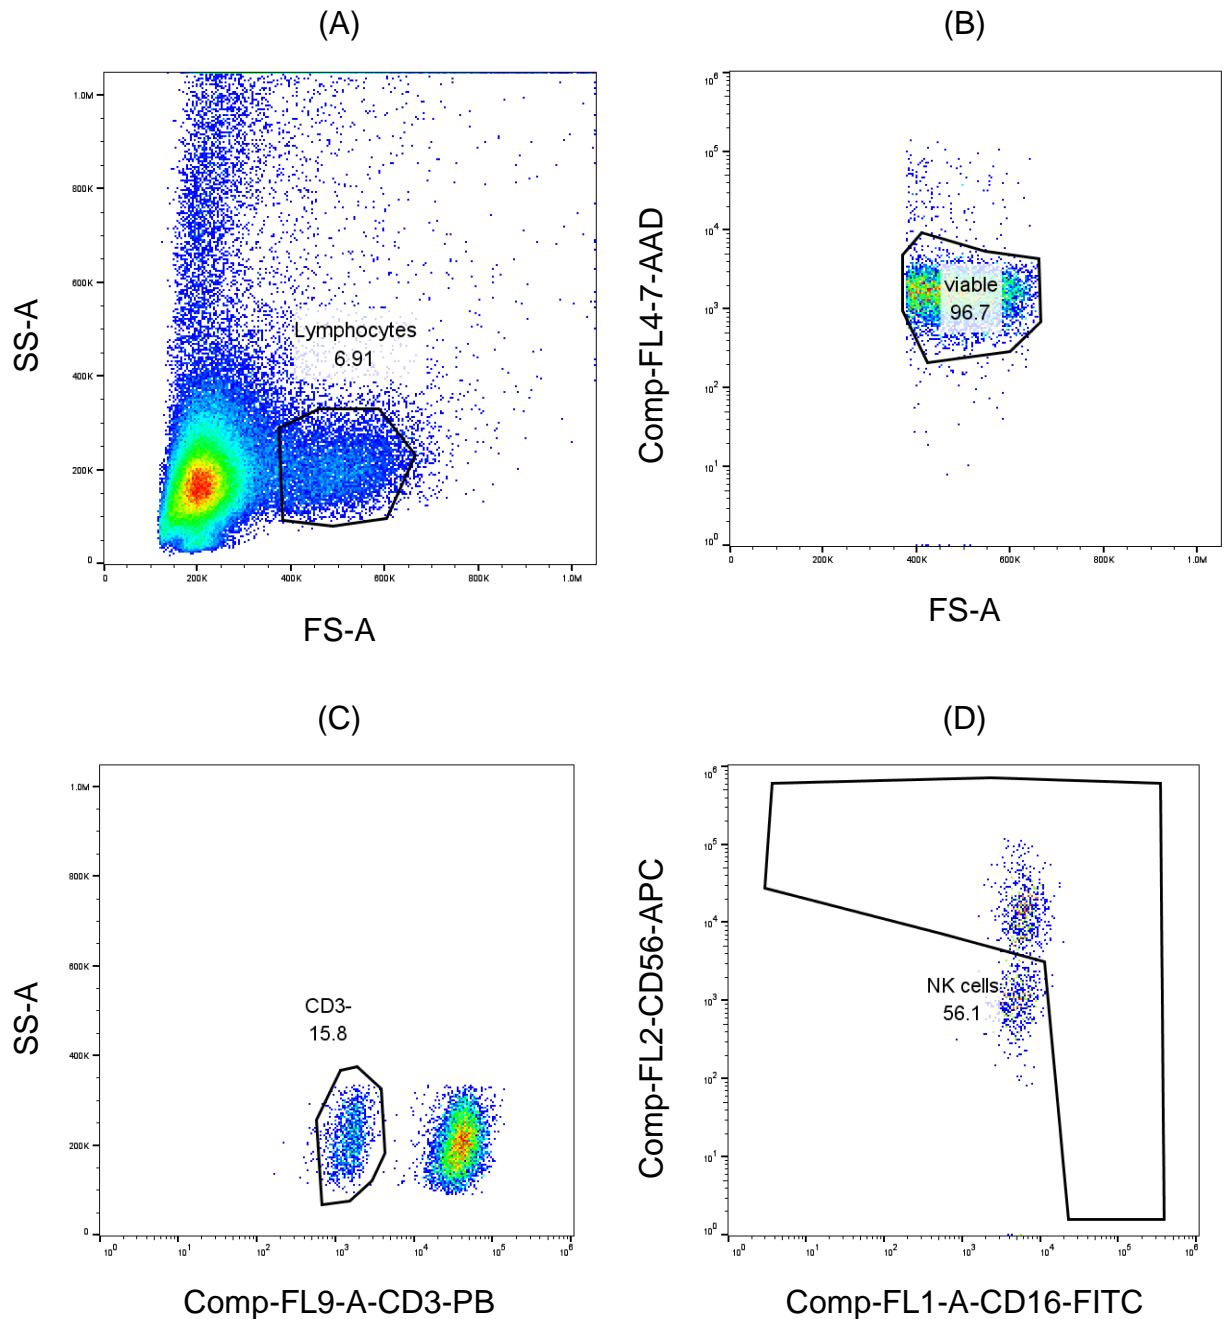 (A)
1.0M
800K
600K
400K
200K
0
0 200K 400K 600K 800K 1.0M
SS-A
FS-A
Lymphocytes
6.91
(B)
10^6
10^5
10^4
10^3
10^2
10^1
10^0
0 200K 400K 600K 800K 1.0M
Comp-FL4-7-AAD
FS-A
viable
96.7
(C)
1.0M
800K
600K
400K
200K
0
10^0 10^1 10^2 10^3 10^4 10^5 10^6
SS-A
Comp-FL9-A-CD3-PB
CD3-
15.8
(D)
10^6
10^5
10^4
10^3
10^2
10^1
10^0
10^0 10^1 10^2 10^3 10^4 10^5 10^6
Comp-FL2-CD56-APC
Comp-FL1-A-CD16-FITC
NK cells
56.1